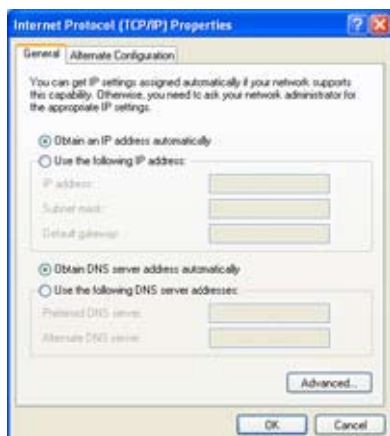 Internet Protocol (TCP/IP) Properties
General
Alternate Configuration
You can get IP settings assigned automatically if your network supports
this capability. Otherwise, you need to ask your network administrator for
the appropriate IP settings.
Obtain an IP address automatically
Use the following IP address:
IP address:
Subnet mask:
Default gateway:
Obtain DNS server address automatically
Use the following DNS server addresses:
Preferred DNS server:
Alternate DNS server:
Advanced...
OK
Cancel